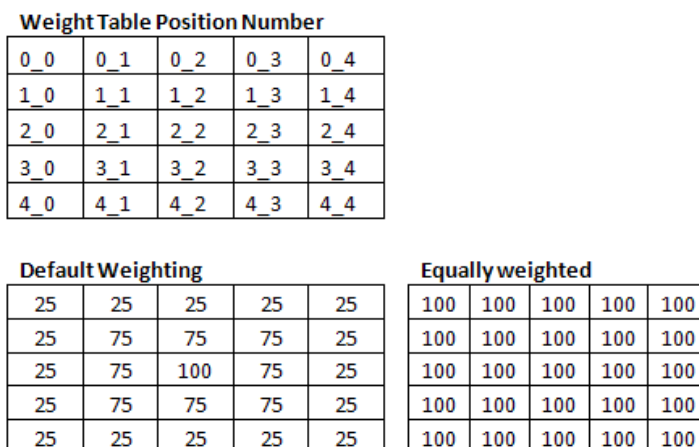 Weight Table Position Number
0_0 0_1 0_2 0_3 0_4
1_0 1_1 1_2 1_3 1_4
2_0 2_1 2_2 2_3 2_4
3_0 3_1 3_2 3_3 3_4
4_0 4_1 4_2 4_3 4_4
Default Weighting
25 25 25 25 25
25 75 75 75 25
25 75 100 75 25
25 75 75 75 25
25 25 25 25 25
Equally weighted
100 100 100 100 100
100 100 100 100 100
100 100 100 100 100
100 100 100 100 100
100 100 100 100 100